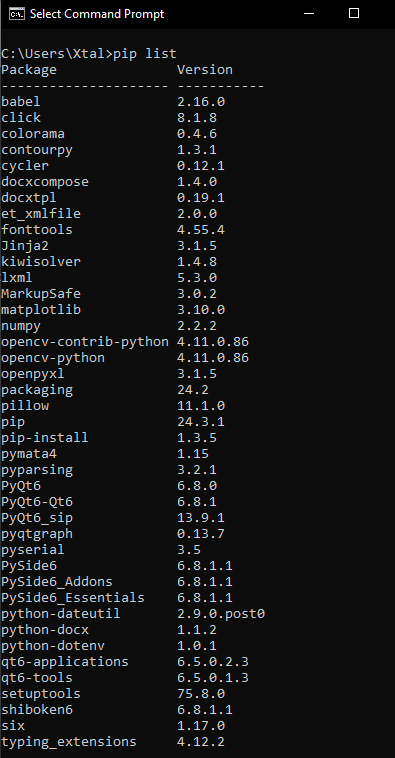 Select Command Prompt
C:\Users\Xtal>pip list
Package               Version
--------------------- -----------
babel                 2.16.0
click                 8.1.8
colorama              0.4.6
contourpy             1.3.1
cycler                0.12.1
docxcompose           1.4.0
docxtpl               0.19.1
et_xmlfile            2.0.0
fonttools             4.55.4
Jinja2                3.1.5
kiwisolver            1.4.8
lxml                  5.3.0
MarkupSafe            3.0.2
matplotlib            3.10.0
numpy                 2.2.2
opencv-contrib-python 4.11.0.86
opencv-python         4.11.0.86
openpyxl              3.1.5
packaging             24.2
pillow                11.1.0
pip                   24.3.1
pip-install           1.3.5
pymata4               1.15
pyparsing             3.2.1
PyQt6                 6.8.0
PyQt6-Qt6             6.8.1
PyQt6_sip             13.9.1
pyqtgraph             0.13.7
pyserial              3.5
PySide6               6.8.1.1
PySide6_Addons        6.8.1.1
PySide6_Essentials    6.8.1.1
python-dateutil       2.9.0.post0
python-docx           1.1.2
python-dotenv         1.0.1
qt6-applications      6.5.0.2.3
qt6-tools             6.5.0.1.3
setuptools            75.8.0
shiboken6             6.8.1.1
six                   1.17.0
typing_extensions     4.12.2